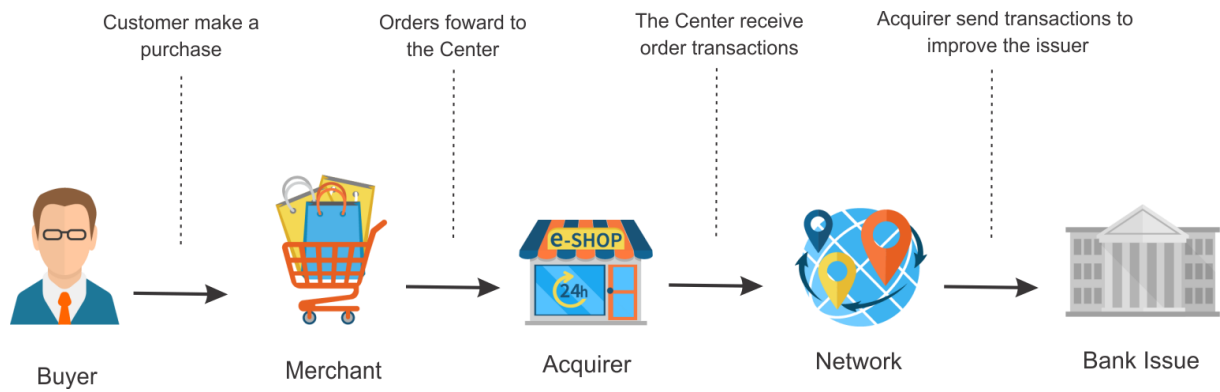 Customer make a
purchase
Orders foward to
the Center
The Center receive
order transactions
Acquirer send transactions to
improve the issuer
e-SHOP
24h
Buyer
Merchant
Acquirer
Network
Bank Issue